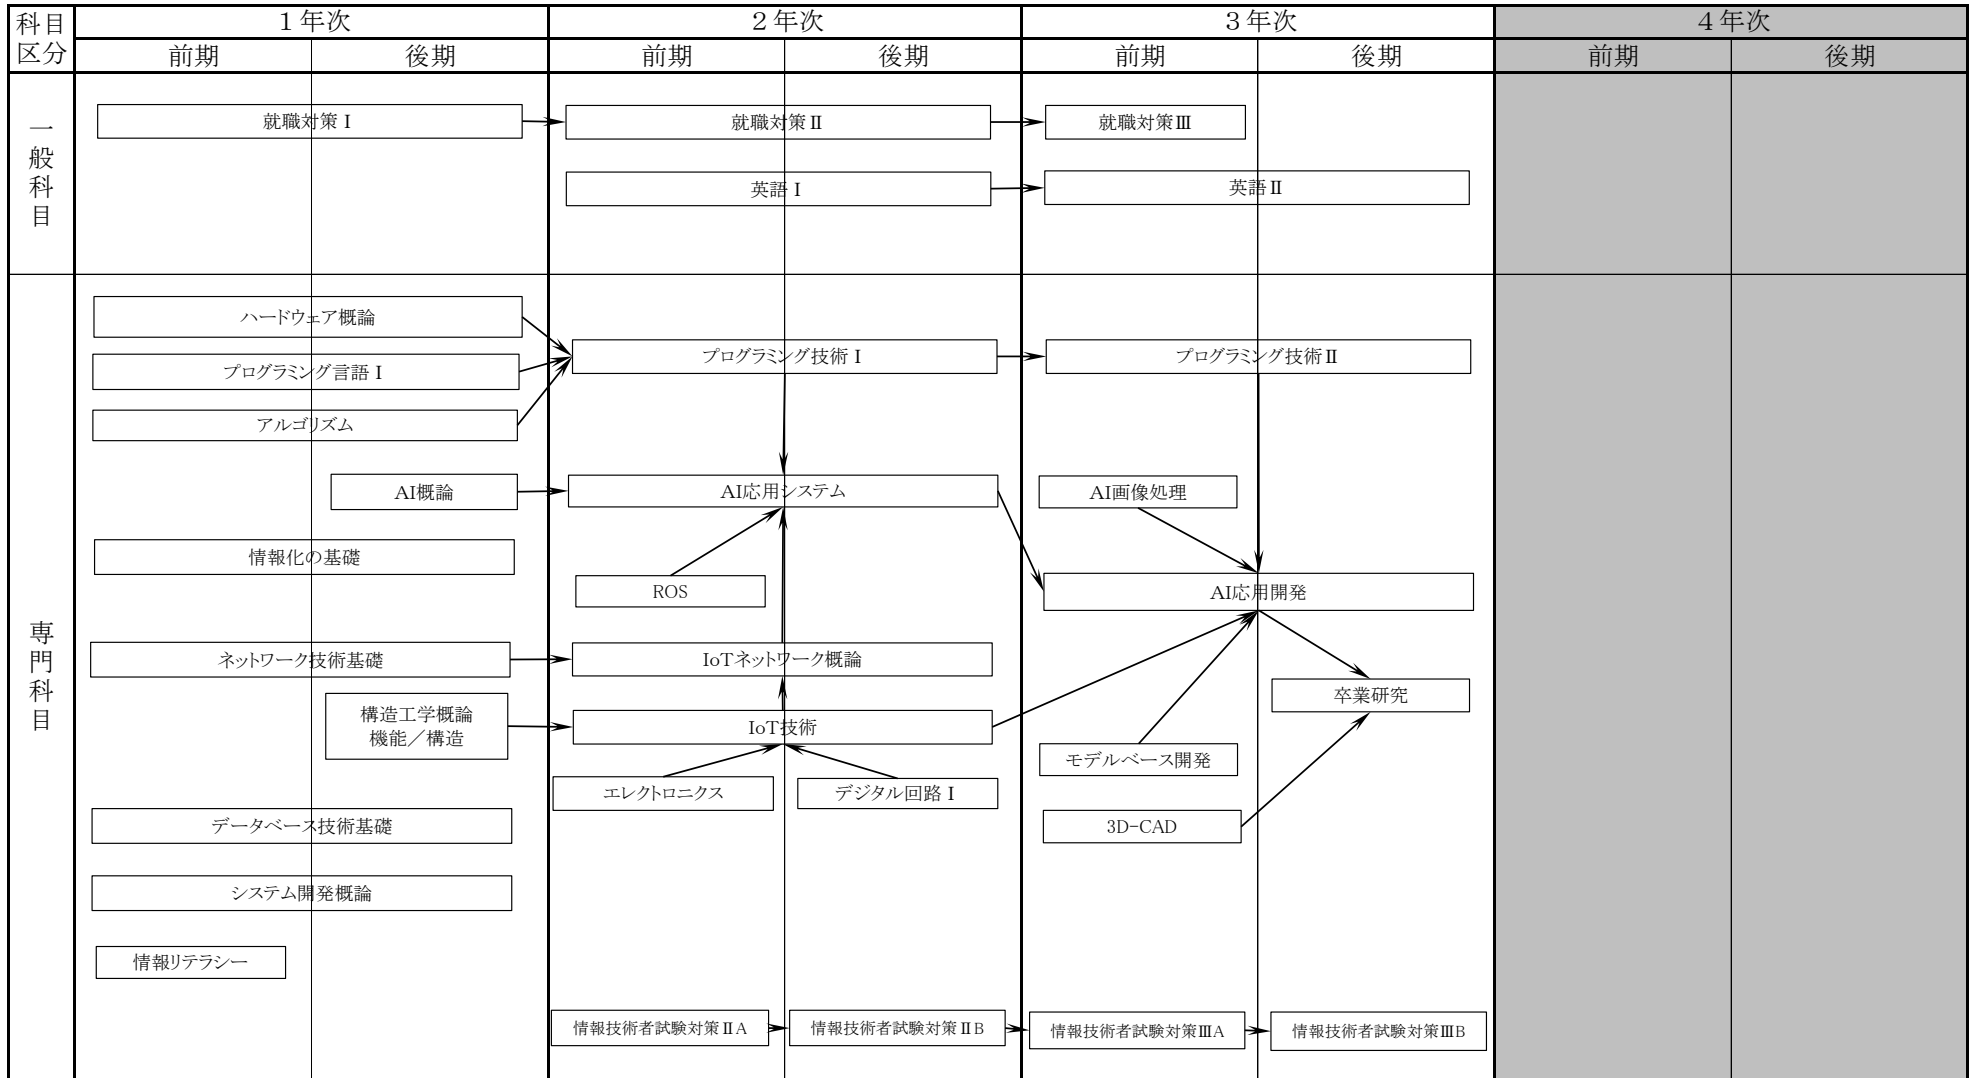 科目
区分
１年次
２年次
３年次
４年次
前期
後期
前期
後期
前期
後期
前期
後期
一般科目
就職対策Ⅰ
就職対策Ⅱ
就職対策Ⅲ
英語Ⅰ
英語Ⅱ
専門科目
ハードウェア概論
プログラミング言語Ⅰ
プログラミング技術Ⅰ
プログラミング技術Ⅱ
アルゴリズム
AI概論
AI応用システム
AI画像処理
情報化の基礎
ROS
AI応用開発
ネットワーク技術基礎
IoTネットワーク概論
卒業研究
構造工学概論
機能／構造
IoT技術
モデルベース開発
エレクトロニクス
デジタル回路Ⅰ
データベース技術基礎
3D-CAD
システム開発概論
情報リテラシー
情報技術者試験対策ⅡA
情報技術者試験対策ⅡB
情報技術者試験対策ⅢA
情報技術者試験対策ⅢB